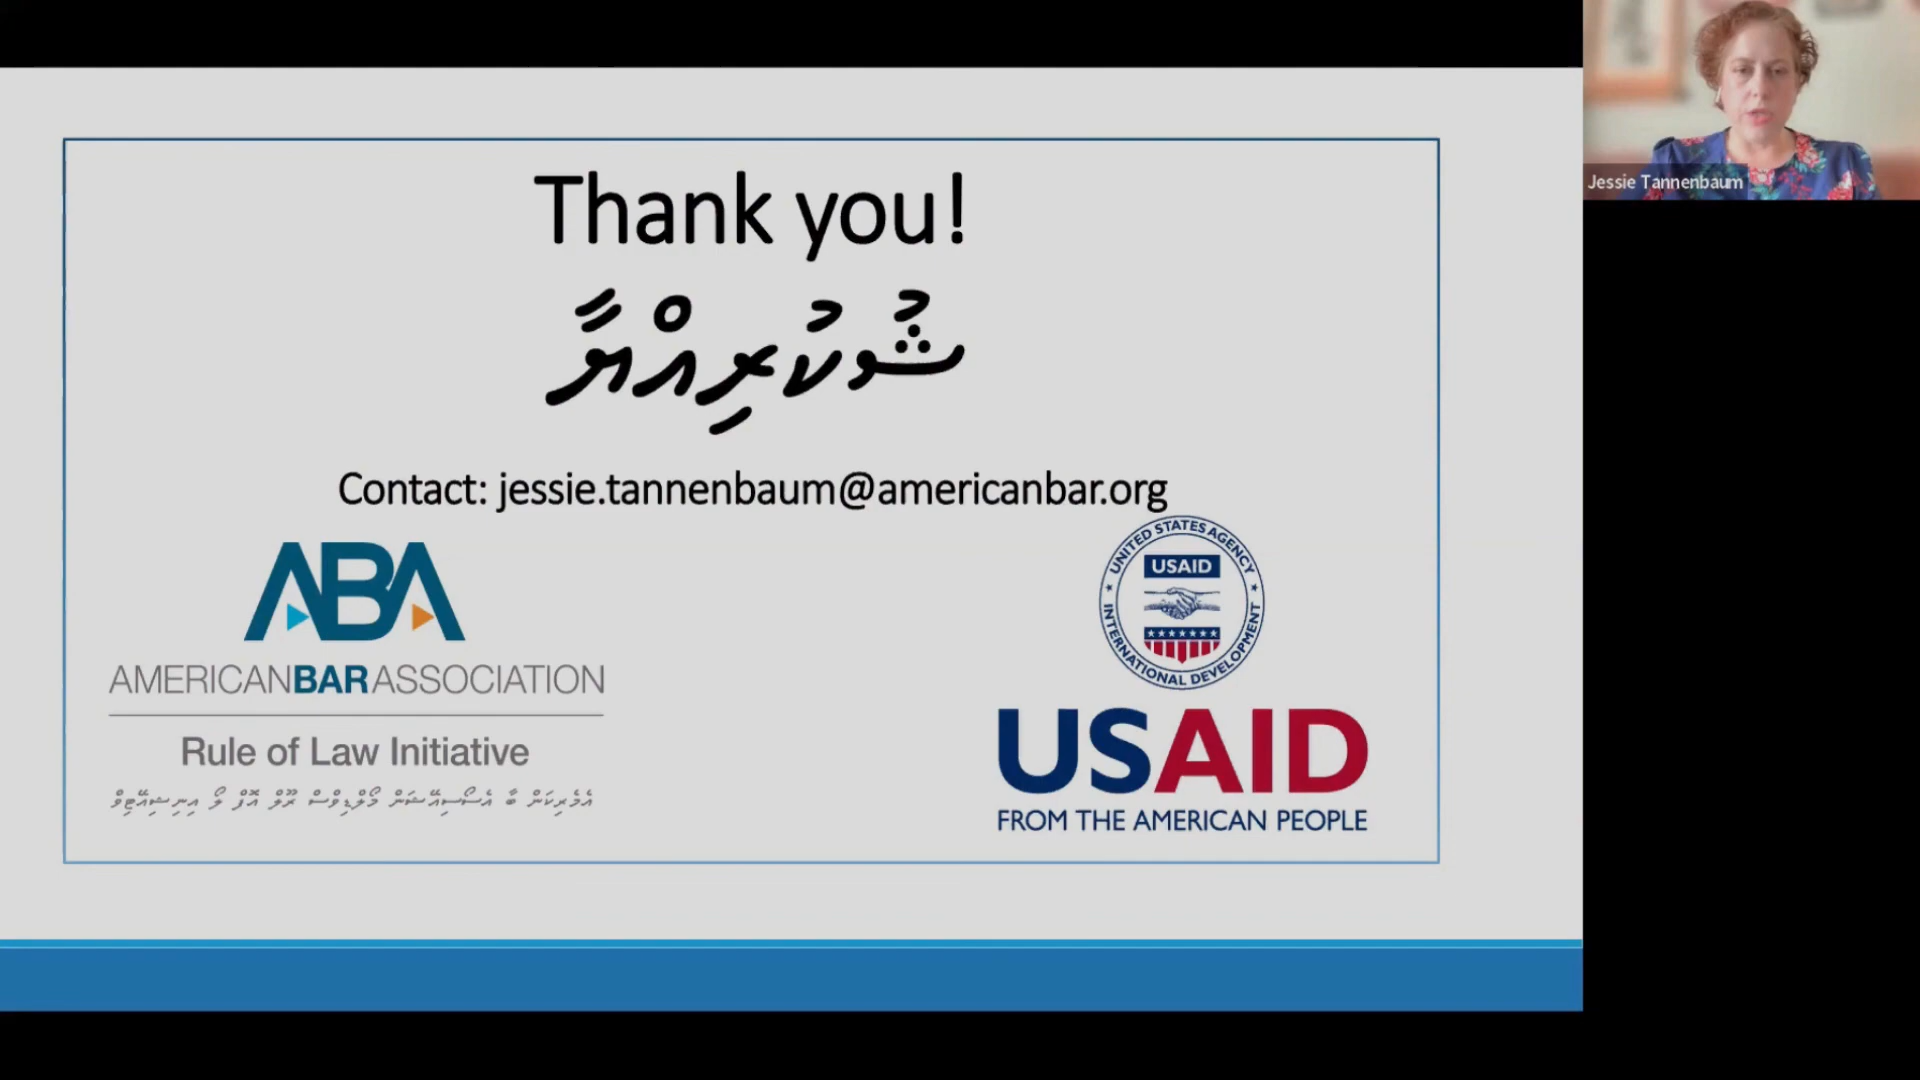 Thank you!
ޝުކުރިއްޔާ
Contact: jessie.tannenbaum@americanbar.org
ABA
AMERICANBARASSOCIATION
Rule of Law Initiative
އެމެރިކަން ބާ އެސޯސިއޭޝަން މޯލްޑިވްސް ރޫލް އޮފް ލޯ އިނިޝިއޭޓިވް
UNITED STATES AGENCY
USAID
INTERNATIONAL DEVELOPMENT
USAID
FROM THE AMERICAN PEOPLE
Jessie Tannenbaum